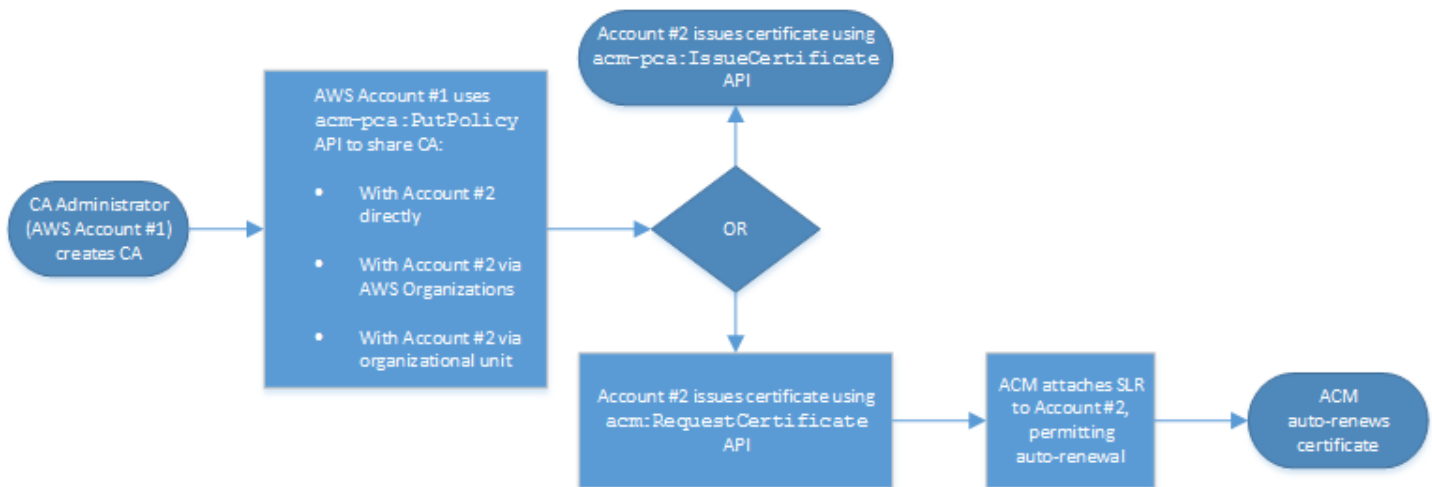 CA Administrator
(AWS Account #1)
creates CA
AWS Account #1 uses
acm-pca:PutPolicy
API to share CA:
• With Account #2
directly
• With Account #2 via
AWS Organizations
• With Account #2 via
organizational unit
OR
Account #2 issues certificate using
acm-pca:IssueCertificate
API
Account #2 issues certificate using
acm:RequestCertificate
API
ACM attaches SLR
to Account #2,
permitting
auto-renewal
ACM
auto-renews
certificate